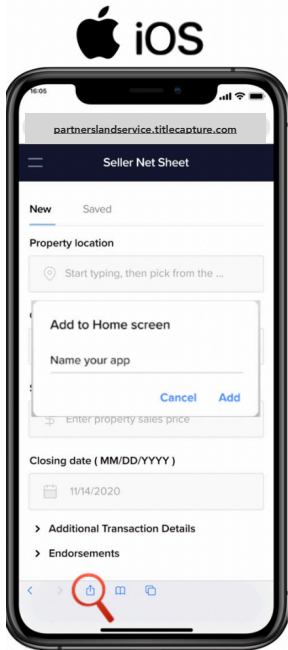 iOS
16:05
partnerslandservice.titlecapture.com
Seller Net Sheet
New Saved
Property location
Start typing, then pick from the ...
Add to Home screen
Name your app
Cancel Add
Enter property sales price
Closing date ( MM/DD/YYYY )
11/14/2020
Additional Transaction Details
Endorsements